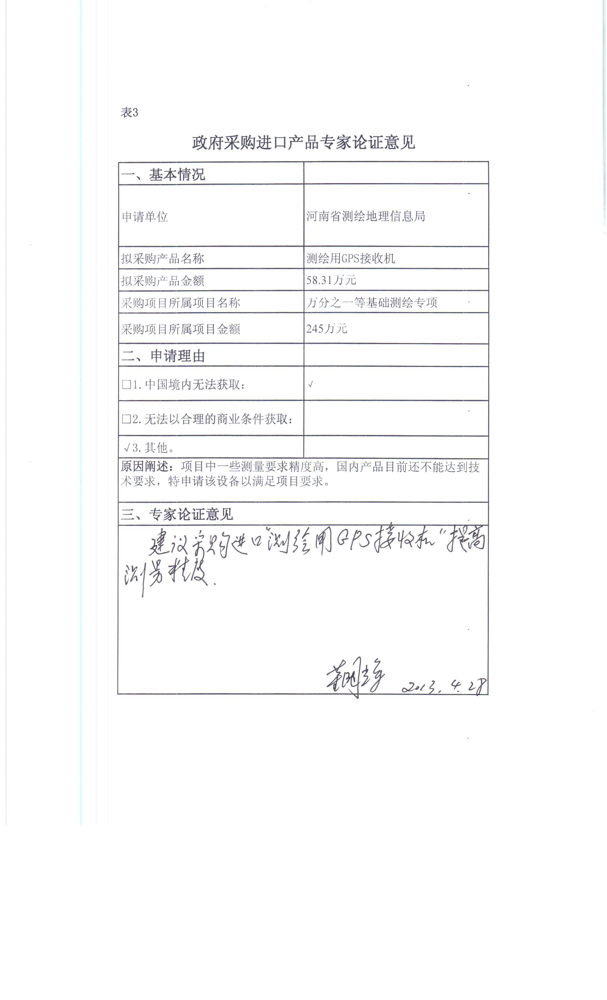 表3
政府采购进口产品专家论证意见
一、基本情况
申请单位 河南省测绘地理信息局
拟采购产品名称 测绘用GPS接收机
拟采购产品金额 58.31万元
采购项目所属项目名称 万分之一等基础测绘专项
采购项目所属项目金额 245万元
二、申请理由
□1.中国境内无法获取： √
□2.无法以合理的商业条件获取：
√3.其他。
原因阐述：项目中一些测量要求精度高，国内产品目前还不能达到技
术要求，特申请该设备以满足项目要求。
三、专家论证意见
建议采购进口“测绘用GPS接收机”提高
测量精度.
2013.4.28